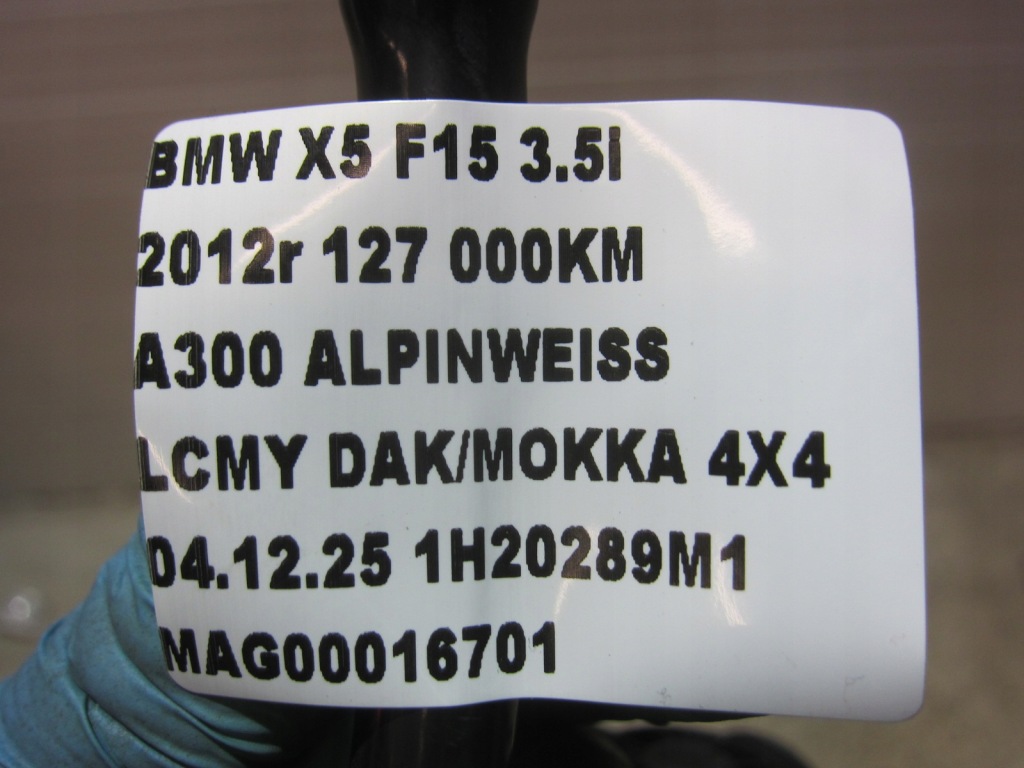 BMW X5 F15 3.5i
2012r 127 000KM
A300 ALPINWEISS
LCMY DAK/MOKKA 4X4
04.12.25 1H20289M1
MAG00016701